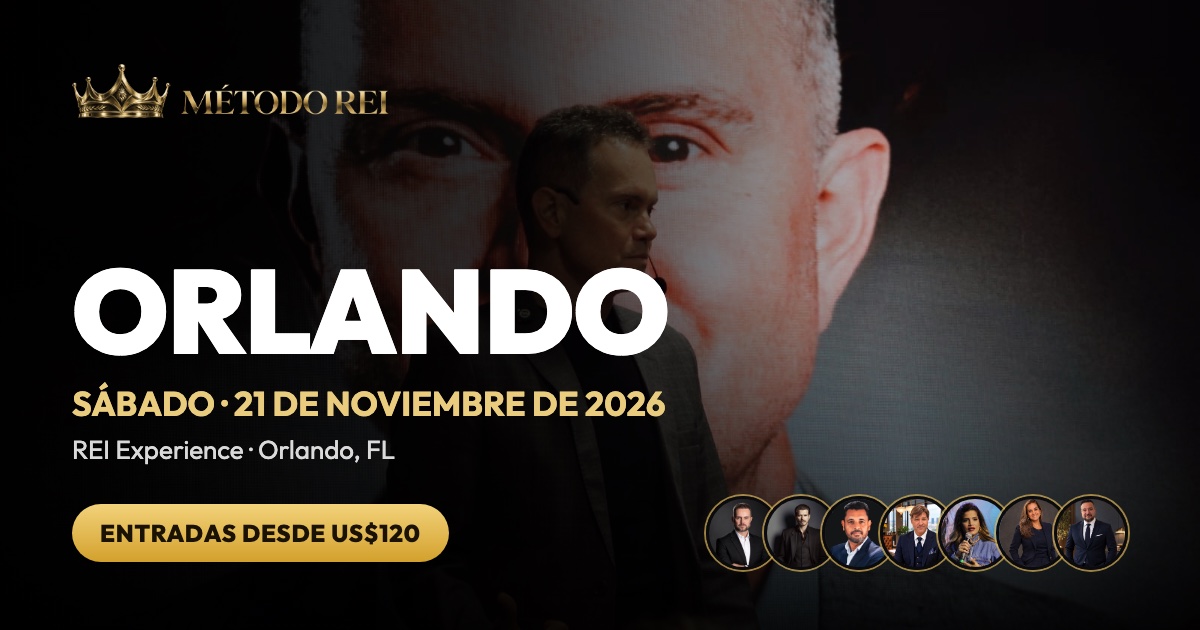 MÉTODO REI
ORLANDO
SÁBADO · 21 DE NOVIEMBRE DE 2026
REI Experience · Orlando, FL
ENTRADAS DESDE US$120